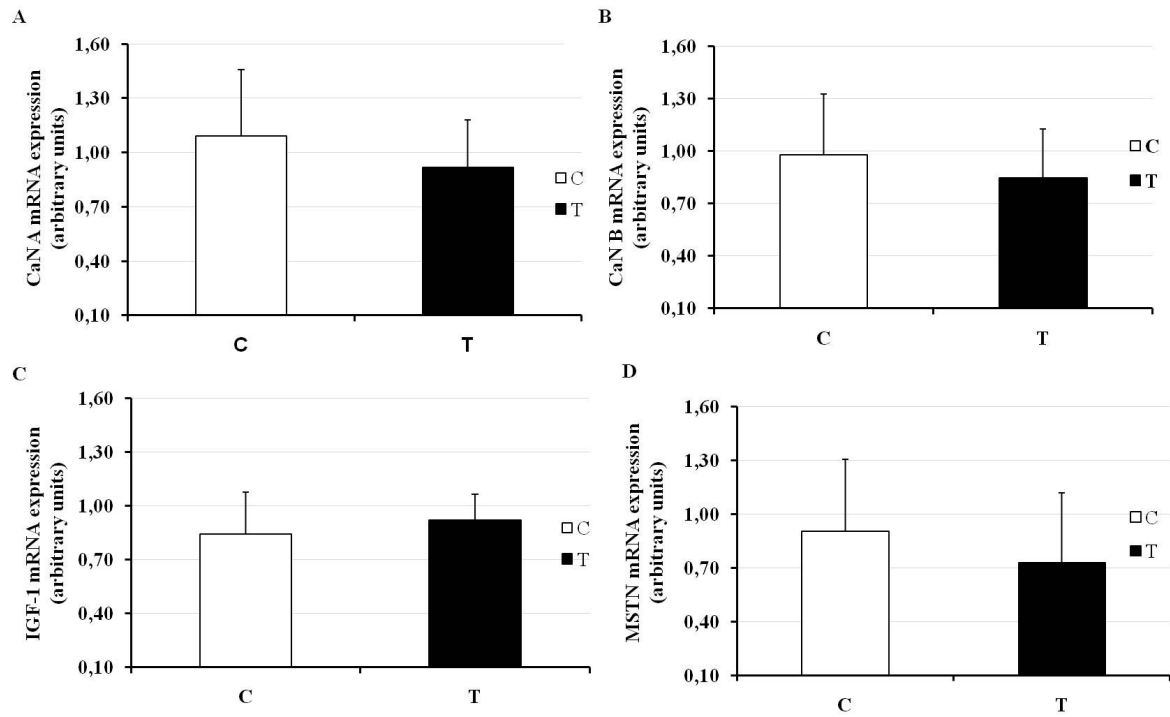 A
CaN A mRNA expression
(arbitrary units)
1,60
1,30
1,00
0,70
0,40
0,10
C
T
C
T
B
CaN B mRNA expression
(arbitrary units)
1,60
1,30
1,00
0,70
0,40
0,10
C
T
C
T
C
IGF-1 mRNA expression
(arbitrary units)
1,60
1,30
1,00
0,70
0,40
0,10
C
T
C
T
D
MSTN mRNA expression
(arbitrary units)
1,60
1,30
1,00
0,70
0,40
0,10
C
T
C
T